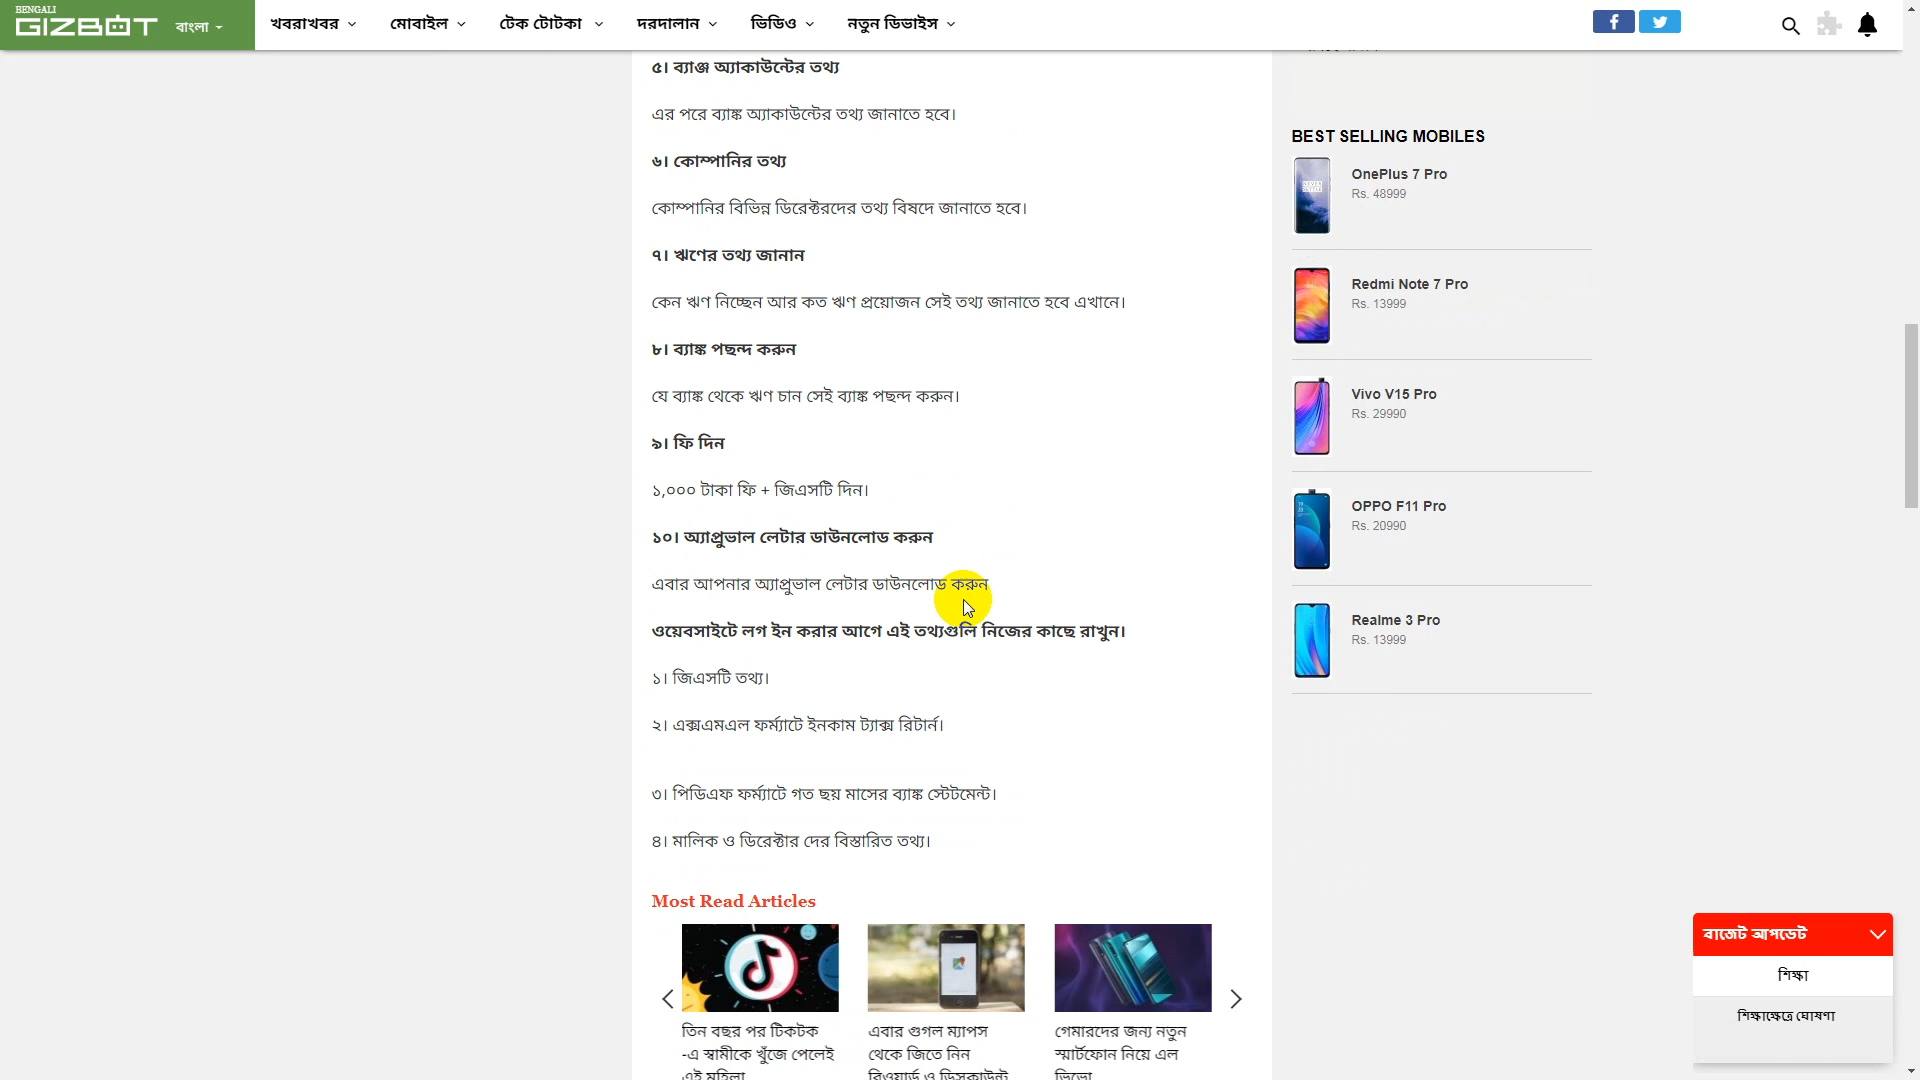 BENGALI
GIZBOT বাংলা খবরাখবর মোবাইল টেক টোটকা দরদালান ভিডিও নতুন ডিভাইস
৫। ব্যাঞ্জ অ্যাকাউন্টের তথ্য
এর পরে ব্যাঙ্ক অ্যাকাউন্টের তথ্য জানাতে হবে।
৬। কোম্পানির তথ্য
কোম্পানির বিভিন্ন ডিরেক্টরদের তথ্য বিষদে জানাতে হবে।
৭। ঋণের তথ্য জানান
কেন ঋণ নিচ্ছেন আর কত ঋণ প্রয়োজন সেই তথ্য জানাতে হবে এখানে।
৮। ব্যাঙ্ক পছন্দ করুন
যে ব্যাঙ্ক থেকে ঋণ চান সেই ব্যাঙ্ক পছন্দ করুন।
৯। ফি দিন
১,০০০ টাকা ফি + জিএসটি দিন।
১০। অ্যাপ্রুভাল লেটার ডাউনলোড করুন
এবার আপনার অ্যাপ্রুভাল লেটার ডাউনলোড করুন
ওয়েবসাইটে লগ ইন করার আগে এই তথ্যগুলি নিজের কাছে রাখুন।
১। জিএসটি তথ্য।
২। এক্সএমএল ফর্ম্যাটে ইনকাম ট্যাক্স রিটার্ন।
৩। পিডিএফ ফর্ম্যাটে গত ছয় মাসের ব্যাঙ্ক স্টেটমেন্ট।
৪। মালিক ও ডিরেক্টার দের বিস্তারিত তথ্য।
Most Read Articles
তিন বছর পর টিকটক
-এ স্বামীকে খুঁজে পেলেই
এই মহিলা
এবার গুগল ম্যাপস
থেকে জিতে নিন
রিওয়ার্ড ও ডিসকাউন্ট
গেমারদের জন্য নতুন
স্মার্টফোন নিয়ে এল
ভিভো
BEST SELLING MOBILES
OnePlus 7 Pro
Rs. 48999
Redmi Note 7 Pro
Rs. 13999
Vivo V15 Pro
Rs. 29990
OPPO F11 Pro
Rs. 20990
Realme 3 Pro
Rs. 13999
বাজেট আপডেট
শিক্ষা
শিক্ষাক্ষেত্রে ঘোষণা